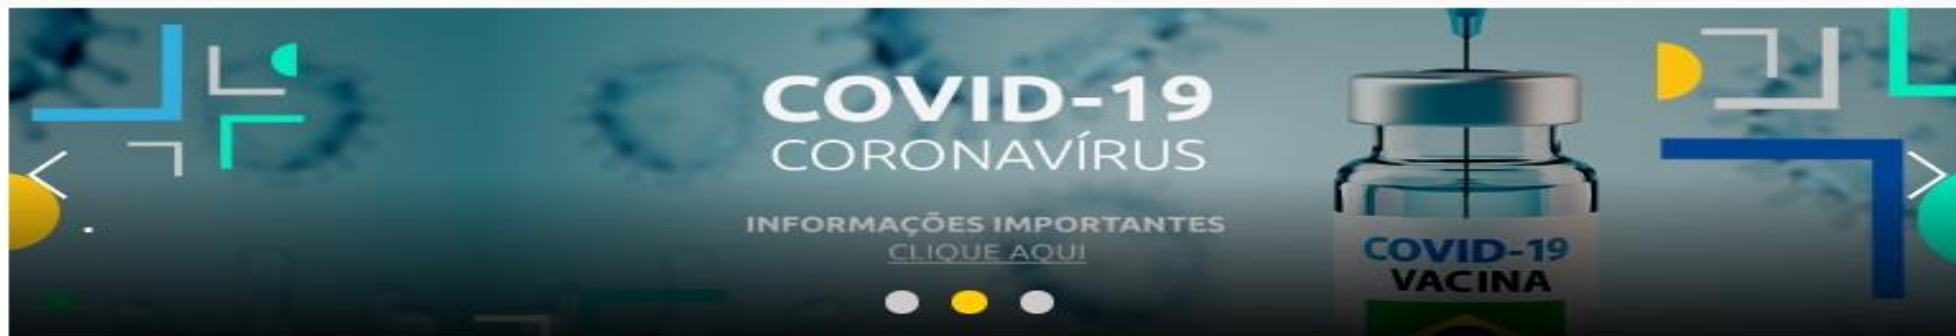 COVID-19
CORONAVÍRUS
INFORMAÇÕES IMPORTANTES
CLIQUE AQUI
COVID-19
VACINA